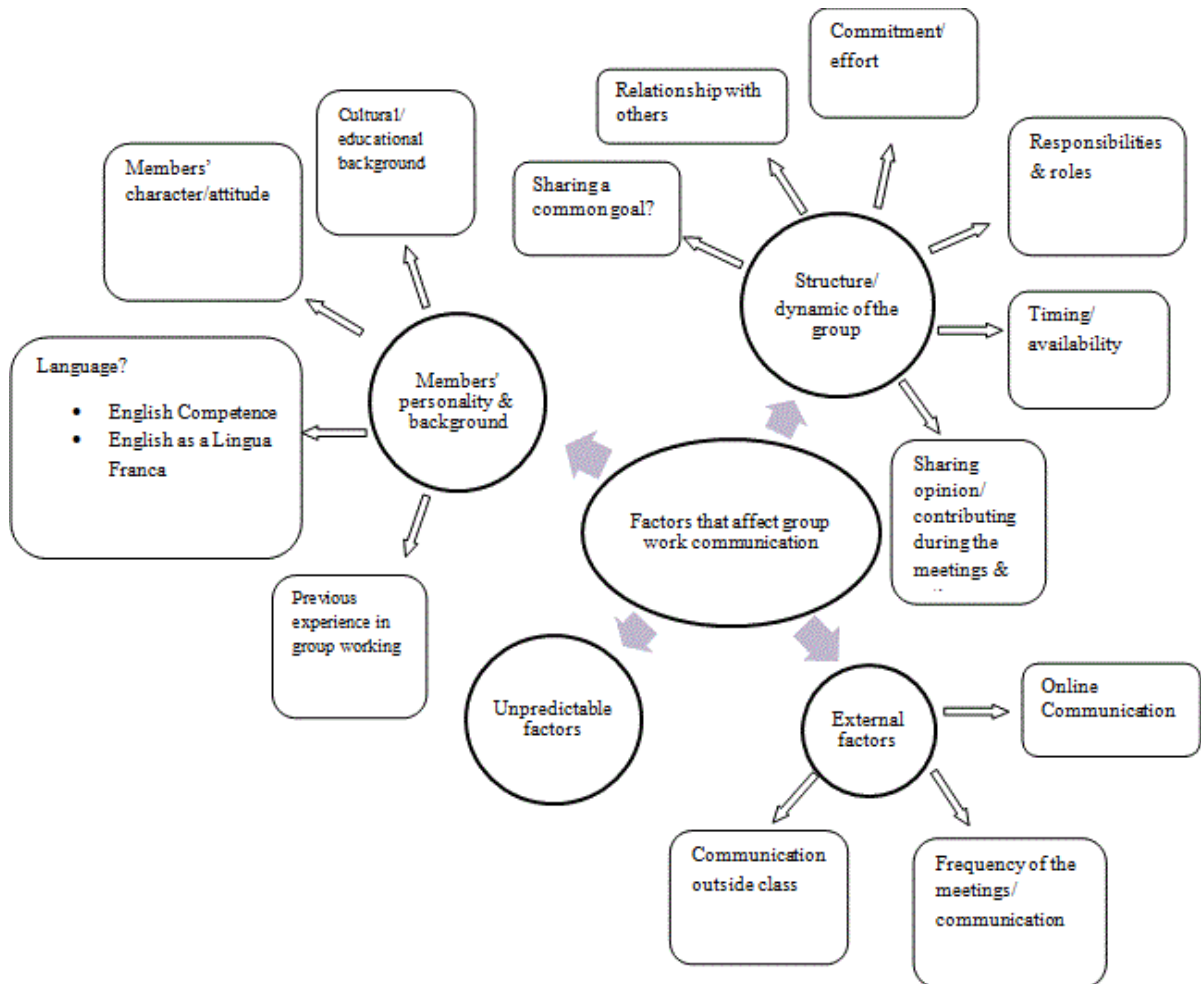 Commitment/
effort
Relationship with
others
Cultural/
educational
background
Responsibilities
& roles
Members'
character/attitude
Sharing a
common goal?
Structure/
dynamic of the
group
Timing/
availability
Language?
• English Competence
• English as a Lingua
Franca
Members'
personality &
background
Sharing
opinion/
contributing
during the
meetings &
Factors that affect group
work communication
Previous
experience in
group working
Unpredictable
factors
External
factors
Online
Communication
Communication
outside class
Frequency of the
meetings/
communication